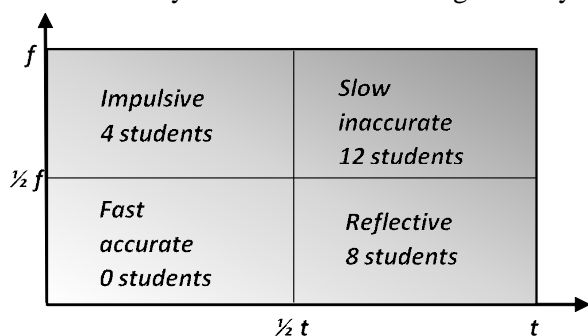 f
Impulsive
4 students
Slow
inaccurate
12 students
½ f
Fast
accurate
0 students
Reflective
8 students
½ t
t